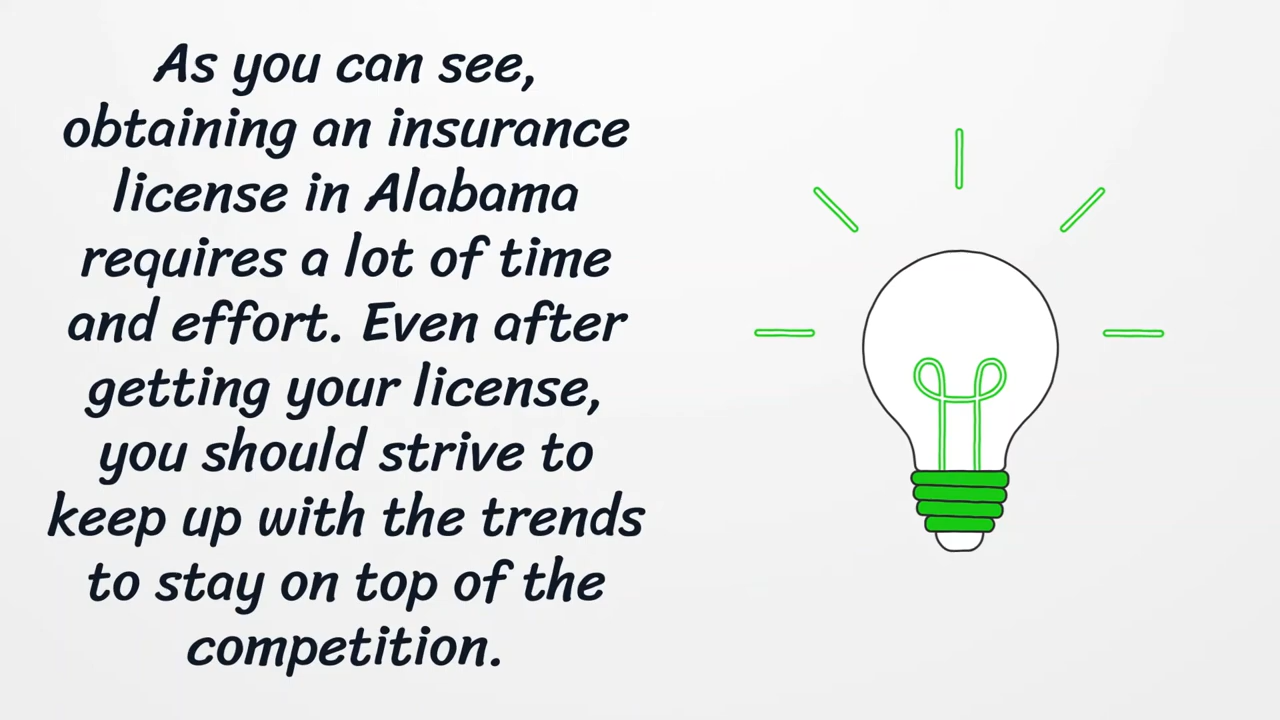 As you can see,
obtaining an insurance
license in Alabama
requires a lot of time
and effort. Even after
getting your license,
you should strive to
keep up with the trends
to stay on top of the
competition.